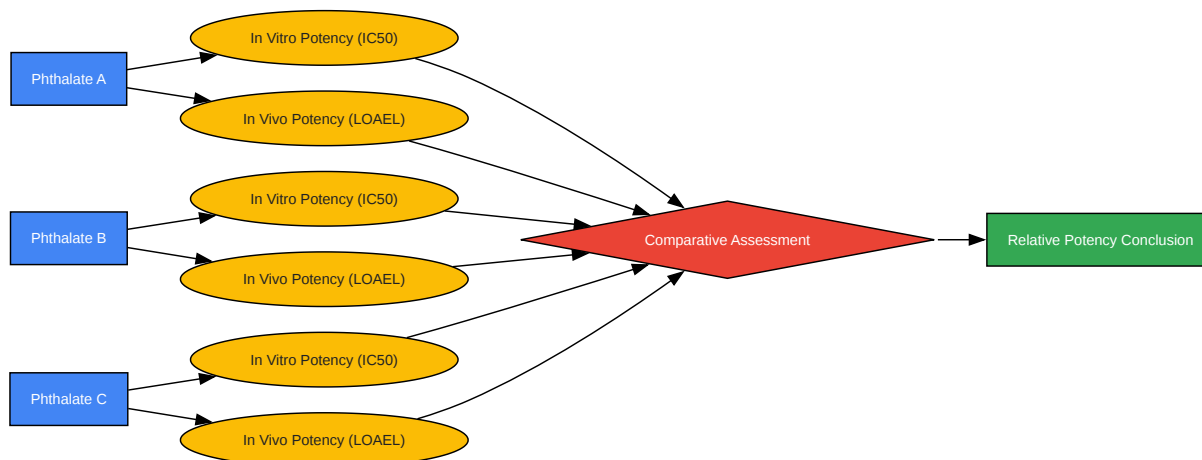 Phthalate A
In Vitro Potency (IC50)
In Vivo Potency (LOAEL)
Phthalate B
In Vitro Potency (IC50)
In Vivo Potency (LOAEL)
Phthalate C
In Vitro Potency (IC50)
In Vivo Potency (LOAEL)
Comparative Assessment
Relative Potency Conclusion